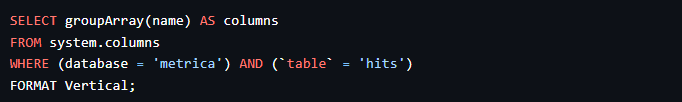 SELECT groupArray(name) AS columns
FROM system.columns
WHERE (database = 'metrica') AND (`table` = 'hits')
FORMAT Vertical;